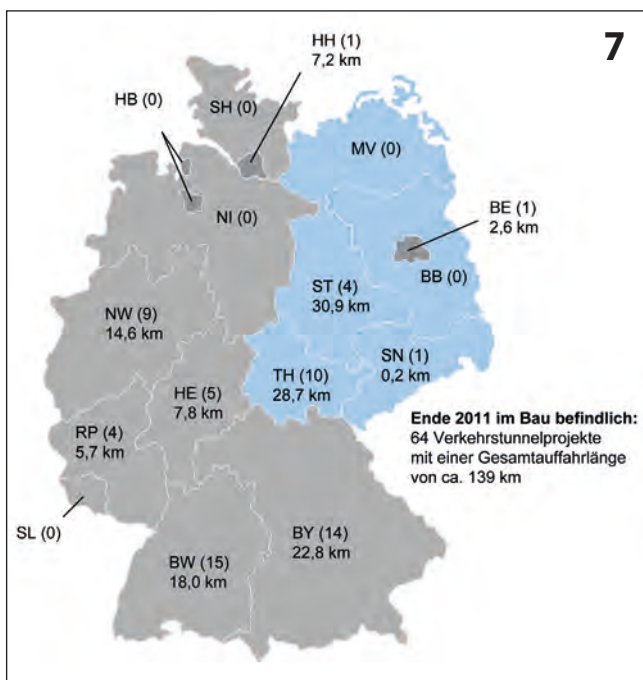 7
HH (1)
7,2 km
HB (0)
SH (0)
MV (0)
NI (0)
BE (1)
2,6 km
BB (0)
ST (4)
30,9 km
NW (9)
14,6 km
SN (1)
0,2 km
TH (10)
28,7 km
HE (5)
7,8 km
RP (4)
5,7 km
Ende 2011 im Bau befindlich:
64 Verkehrstunnelprojekte
mit einer Gesamtauffahrlänge
von ca. 139 km
SL (0)
BY (14)
22,8 km
BW (15)
18,0 km